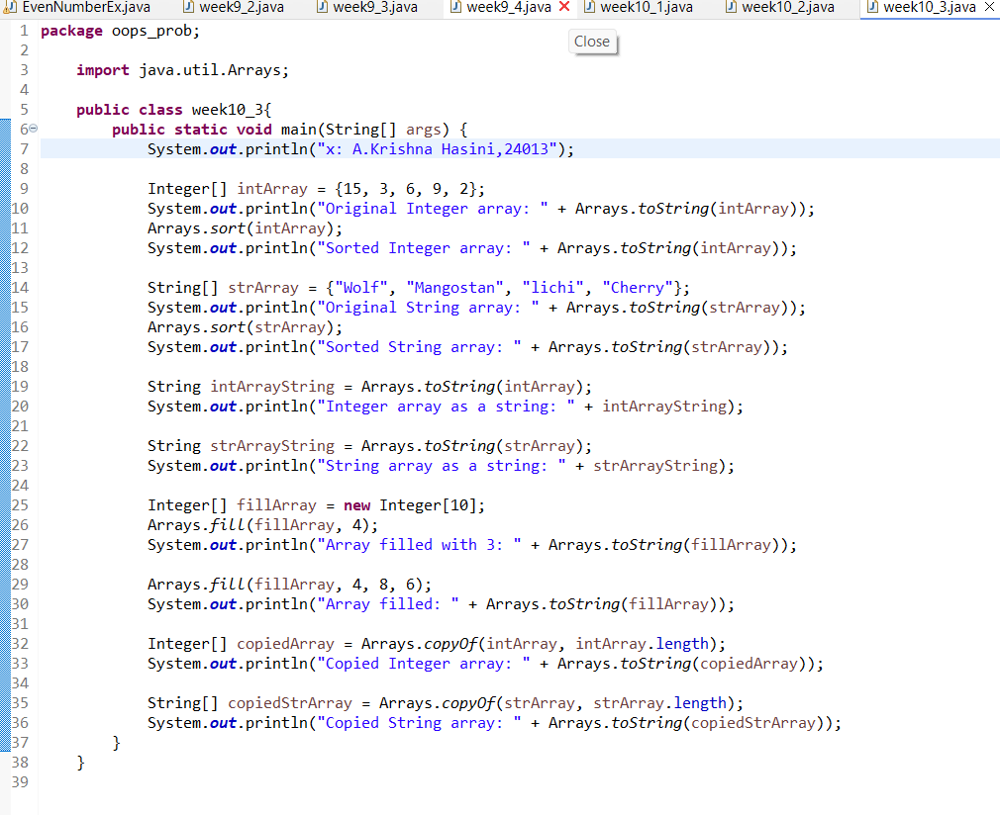 EvenNumberEx.java week9_2.java week9_3.java week9_4.java week10_1.java week10_2.java week10_3.java
Close
1 package oops_prob;
2
3 import java.util.Arrays;
4
5 public class week10_3{
6 public static void main(String[] args) {
7 System.out.println("x: A.Krishna Hasini,24013");
8
9 Integer[] intArray = {15, 3, 6, 9, 2};
10 System.out.println("Original Integer array: " + Arrays.toString(intArray));
11 Arrays.sort(intArray);
12 System.out.println("Sorted Integer array: " + Arrays.toString(intArray));
13
14 String[] strArray = {"Wolf", "Mangostan", "lichi", "Cherry"};
15 System.out.println("Original String array: " + Arrays.toString(strArray));
16 Arrays.sort(strArray);
17 System.out.println("Sorted String array: " + Arrays.toString(strArray));
18
19 String intArrayString = Arrays.toString(intArray);
20 System.out.println("Integer array as a string: " + intArrayString);
21
22 String strArrayString = Arrays.toString(strArray);
23 System.out.println("String array as a string: " + strArrayString);
24
25 Integer[] fillArray = new Integer[10];
26 Arrays.fill(fillArray, 4);
27 System.out.println("Array filled with 3: " + Arrays.toString(fillArray));
28
29 Arrays.fill(fillArray, 4, 8, 6);
30 System.out.println("Array filled: " + Arrays.toString(fillArray));
31
32 Integer[] copiedArray = Arrays.copyOf(intArray, intArray.length);
33 System.out.println("Copied Integer array: " + Arrays.toString(copiedArray));
34
35 String[] copiedStrArray = Arrays.copyOf(strArray, strArray.length);
36 System.out.println("Copied String array: " + Arrays.toString(copiedStrArray));
37 }
38 }
39